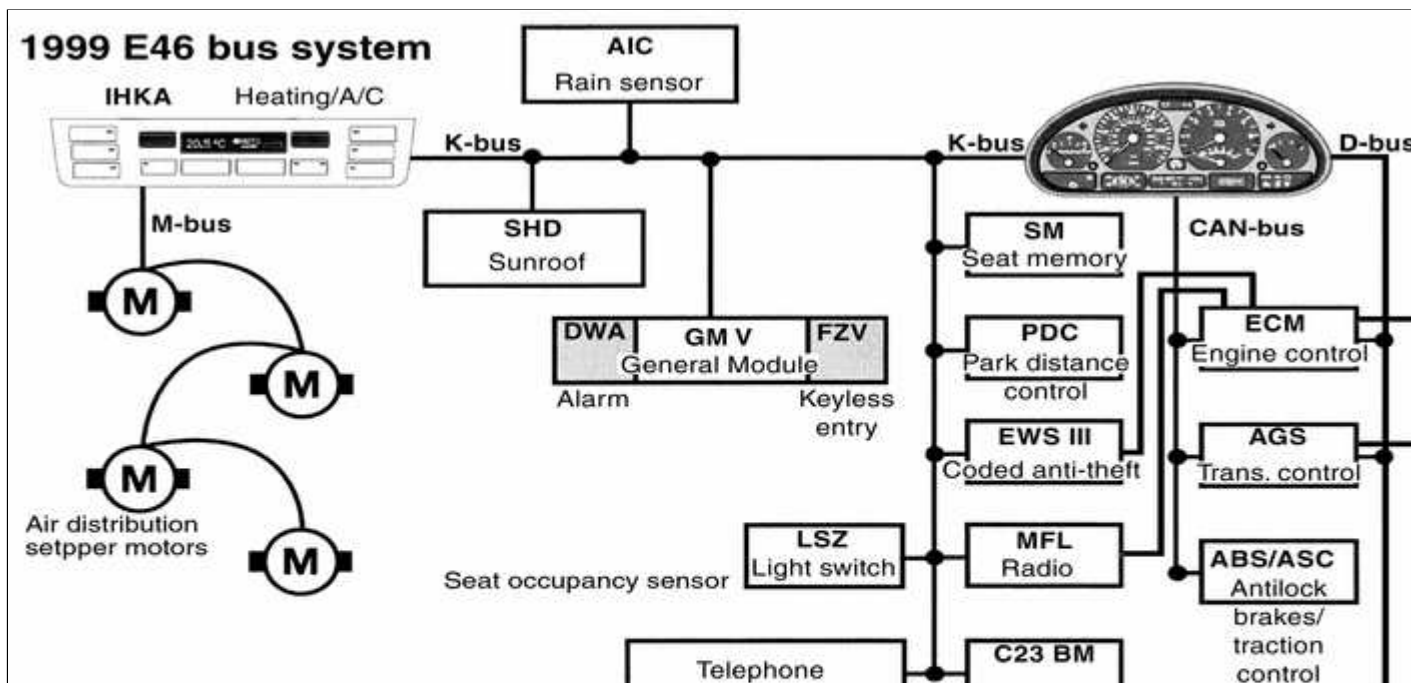 1999 E46 bus system
IHKA
Heating/A/C
20.5°C
AIC
Rain sensor
K-bus
K-bus
D-bus
M-bus
SHD
Sunroof
SM
Seat memory
CAN-bus
M
M
M
M
DWA
GM V
FZV
General Module
Alarm
Keyless
entry
PDC
Park distance
control
ECM
Engine control
EWS III
Coded anti-theft
AGS
Trans. control
Air distribution
setpper motors
LSZ
Light switch
Seat occupancy sensor
MFL
Radio
ABS/ASC
Antilock
brakes/
traction
control
Telephone
C23 BM